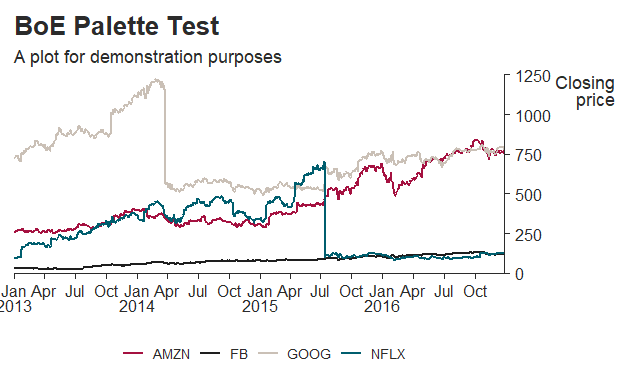 BoE Palette Test
A plot for demonstration purposes
Closing
price
1250
1000
750
500
250
0
Jan Apr Jul Oct Jan Apr Jul Oct Jan Apr Jul Oct Jan Apr Jul Oct
2013 2014 2015 2016
AMZN FB GOOG NFLX